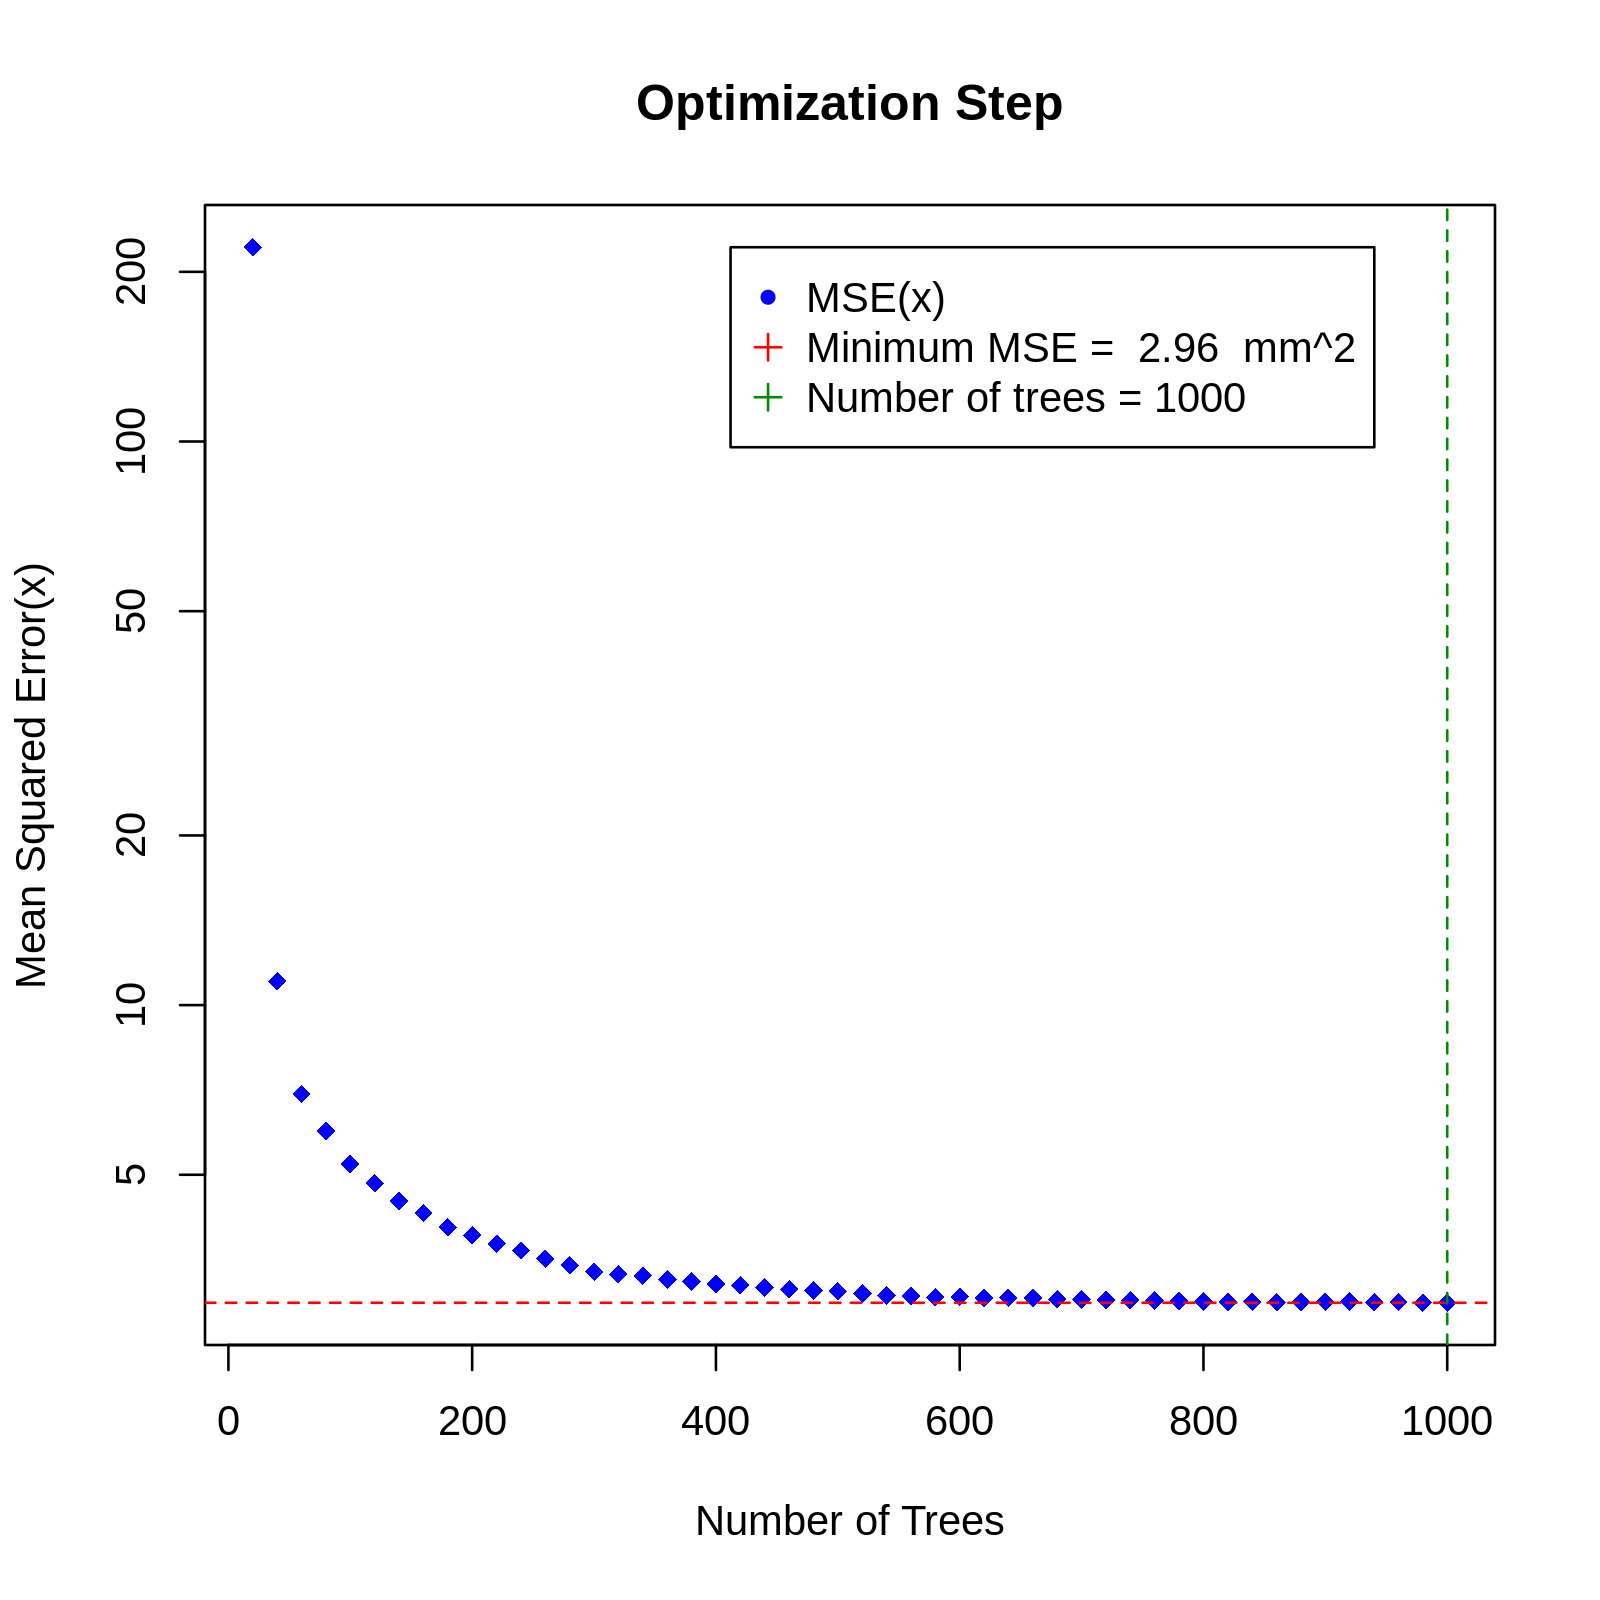 Optimization Step
MSE(x)
Minimum MSE =  2.96  mm^2
Number of trees = 1000
Mean Squared Error(x)
200
100
50
20
10
5
0 200 400 600 800 1000
Number of Trees